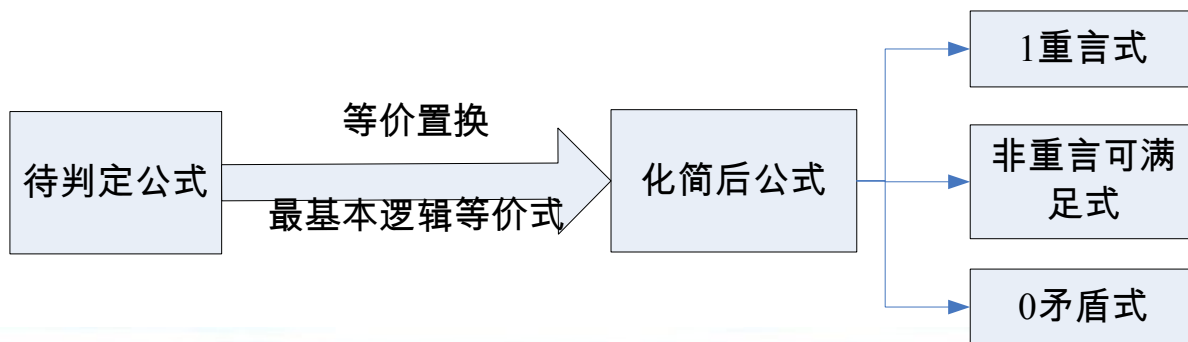 待判定公式
等价置换
最基本逻辑等价式
化简后公式
1重言式
非重言可满
足式
0矛盾式